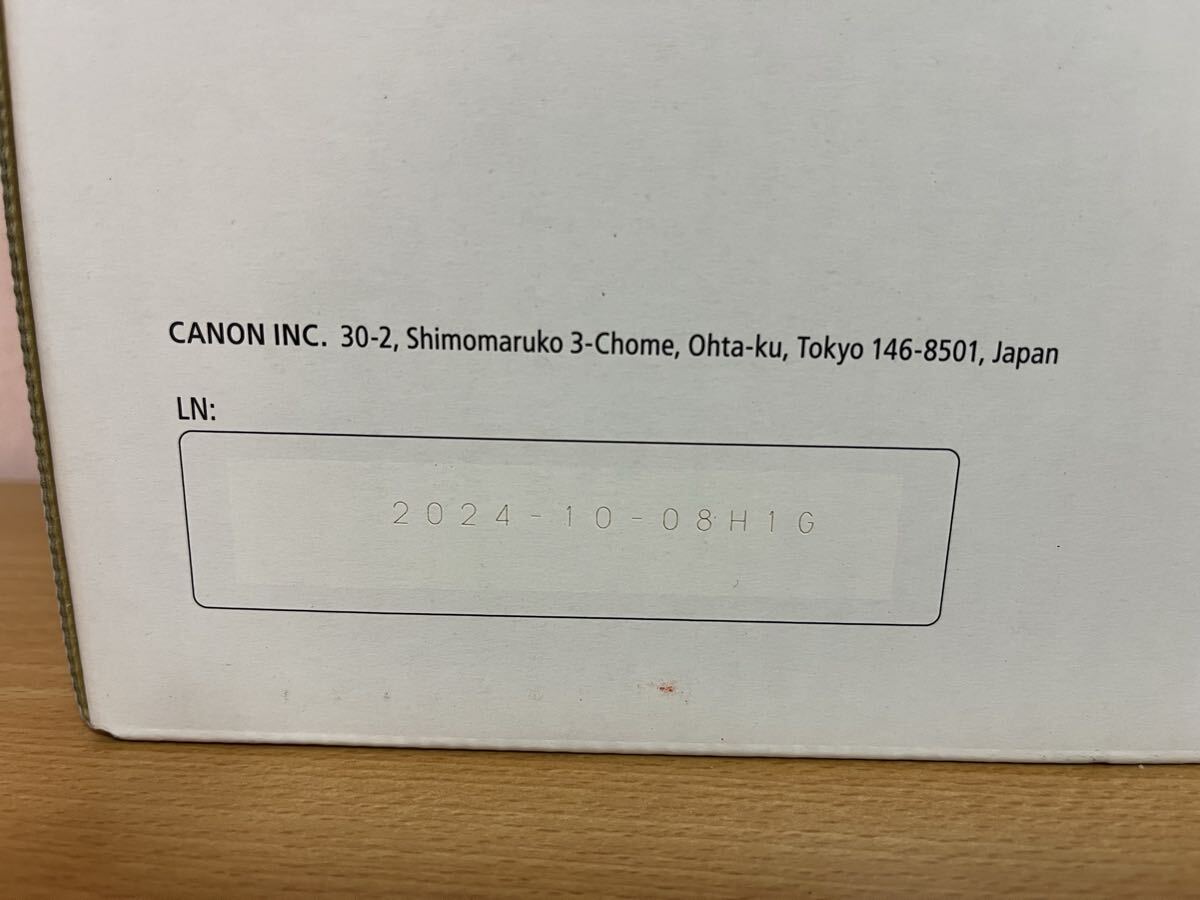 CANON INC. 30-2, Shimomaruko 3-Chome, Ohta-ku, Tokyo 146-8501, Japan
LN:
2024-10-08H1G